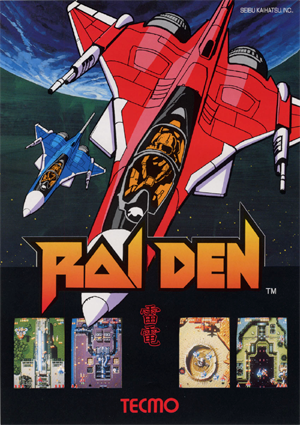 SEIBU KAIHATSU, INC.
RAIDEN
TM
雷
電
TECMO